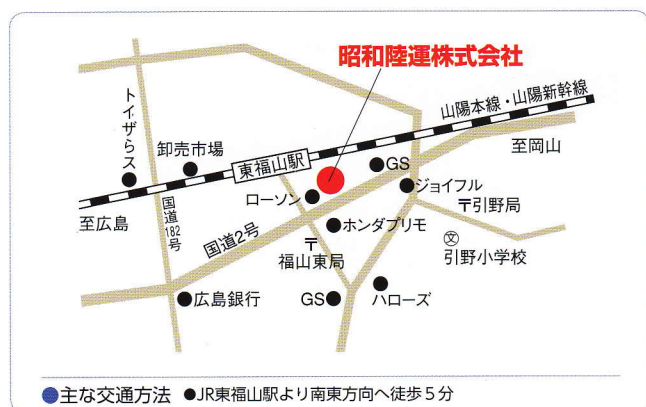 昭和陸運株式会社
山陽本線・山陽新幹線
至岡山
トイザらス
卸売市場
東福山駅
GS
ジョイフル
ローソン
〒引野局
至広島
国道182号
国道2号
ホンダプリモ
〒
福山東局
文
引野小学校
広島銀行
GS
ハローズ
●主な交通方法 ●JR東福山駅より南東方向へ徒歩5分